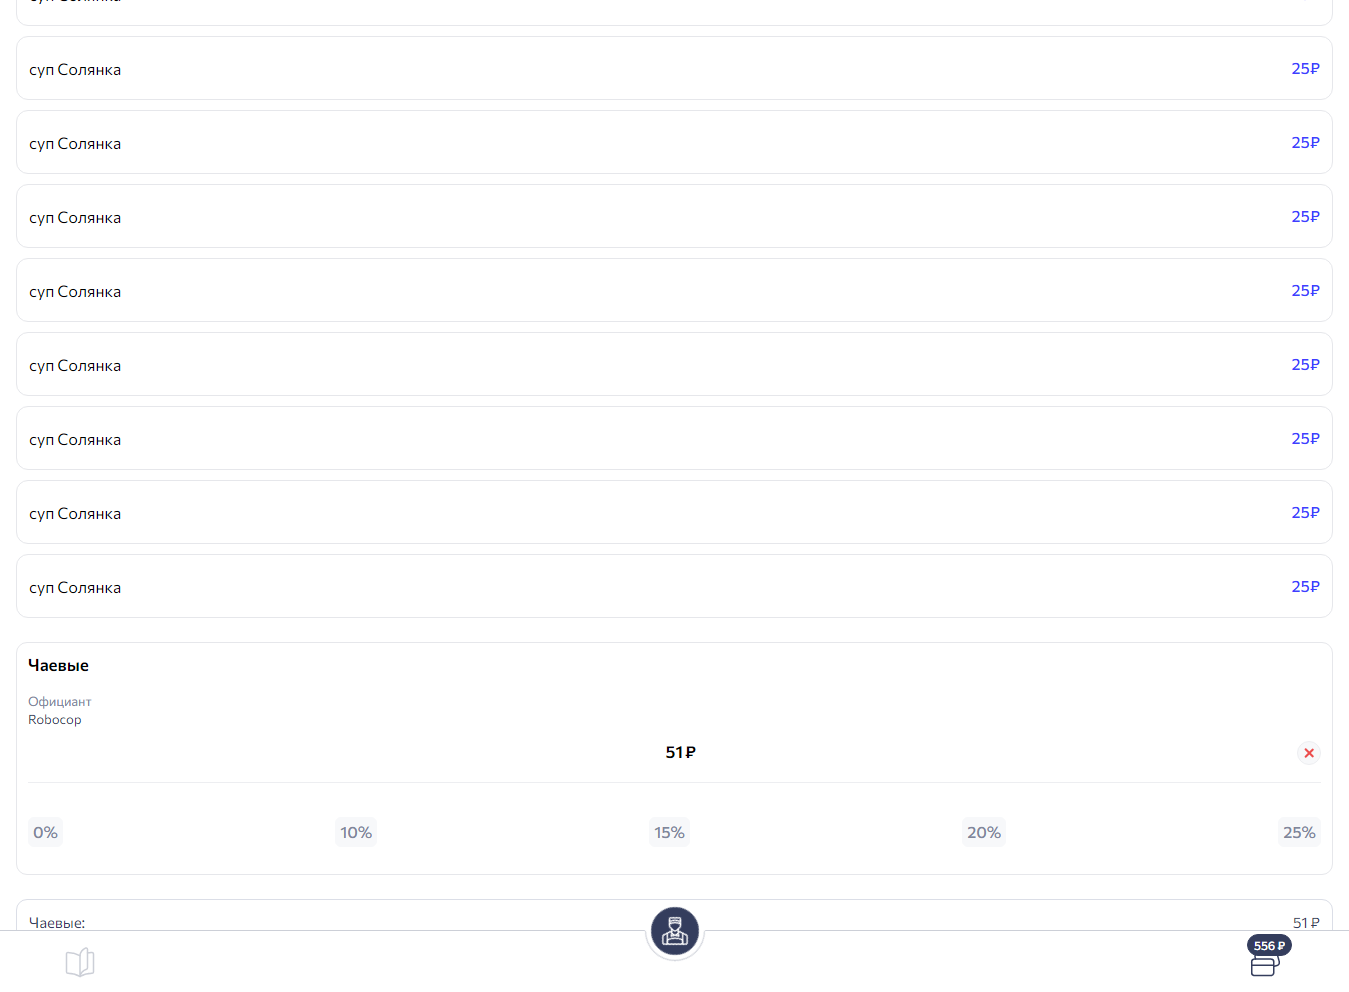 суп Солянка 25₽
суп Солянка 25₽
суп Солянка 25₽
суп Солянка 25₽
суп Солянка 25₽
суп Солянка 25₽
суп Солянка 25₽
суп Солянка 25₽
Чаевые
Официант
Robocop
51₽
0% 10% 15% 20% 25%
Чаевые: 51₽
556 ₽